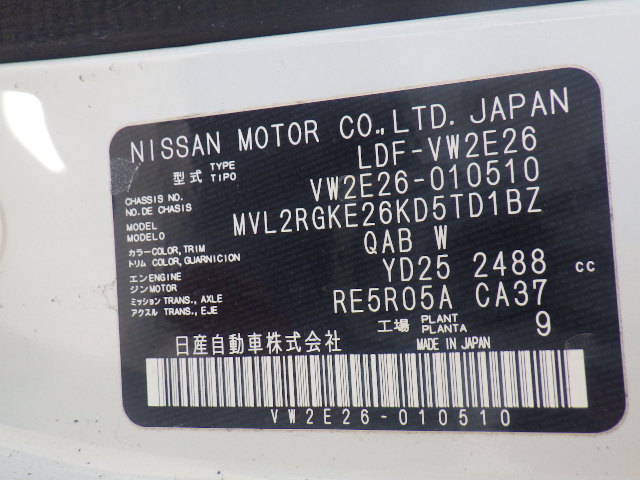 NISSAN MOTOR CO.,LTD. JAPAN
型式 TYPE TIPO LDF-VW2E26
CHASSIS NO. NO.DE CHASIS VW2E26-010510
MODEL MODELO MVL2RGKE26KD5TD1BZ
カラー COLOR, TRIM トリム COLOR, GUARNICION QAB W
エンジン ENGINE MOTOR YD25 2488 cc
ミッション TRANS., AXLE アクスル TRANS., EJE RE5R05A CA37
工場 PLANT PLANTA 9
日産自動車株式会社 MADE IN JAPAN
VW2E26-010510